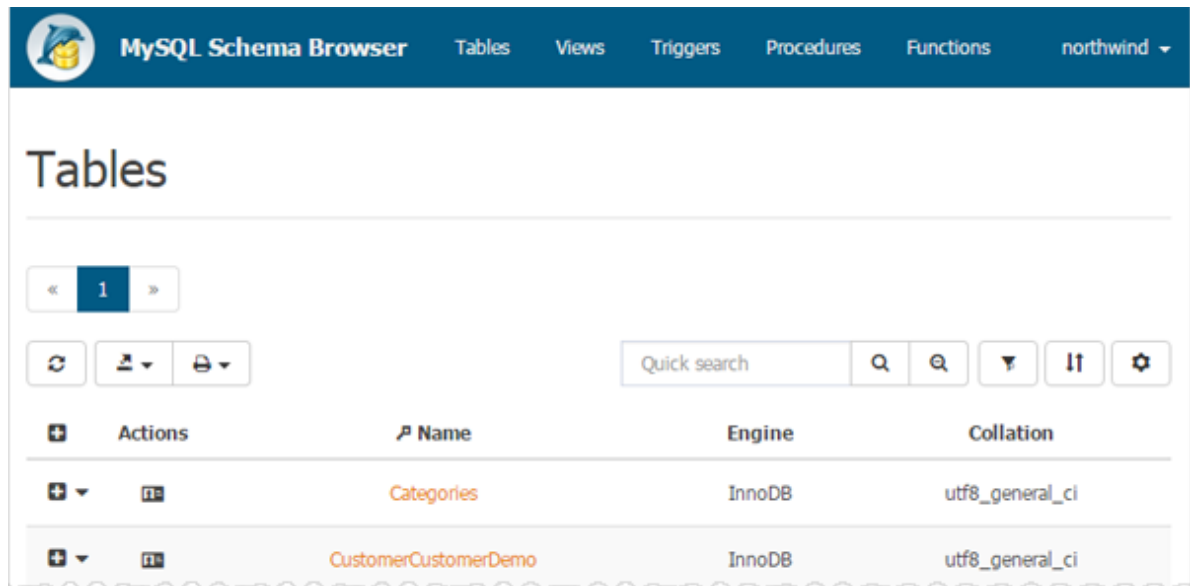 MySQL Schema Browser Tables Views Triggers Procedures Functions northwind
Tables
« 1 »
Quick search
Actions Name Engine Collation
Categories InnoDB utf8_general_ci
CustomerCustomerDemo InnoDB utf8_general_ci